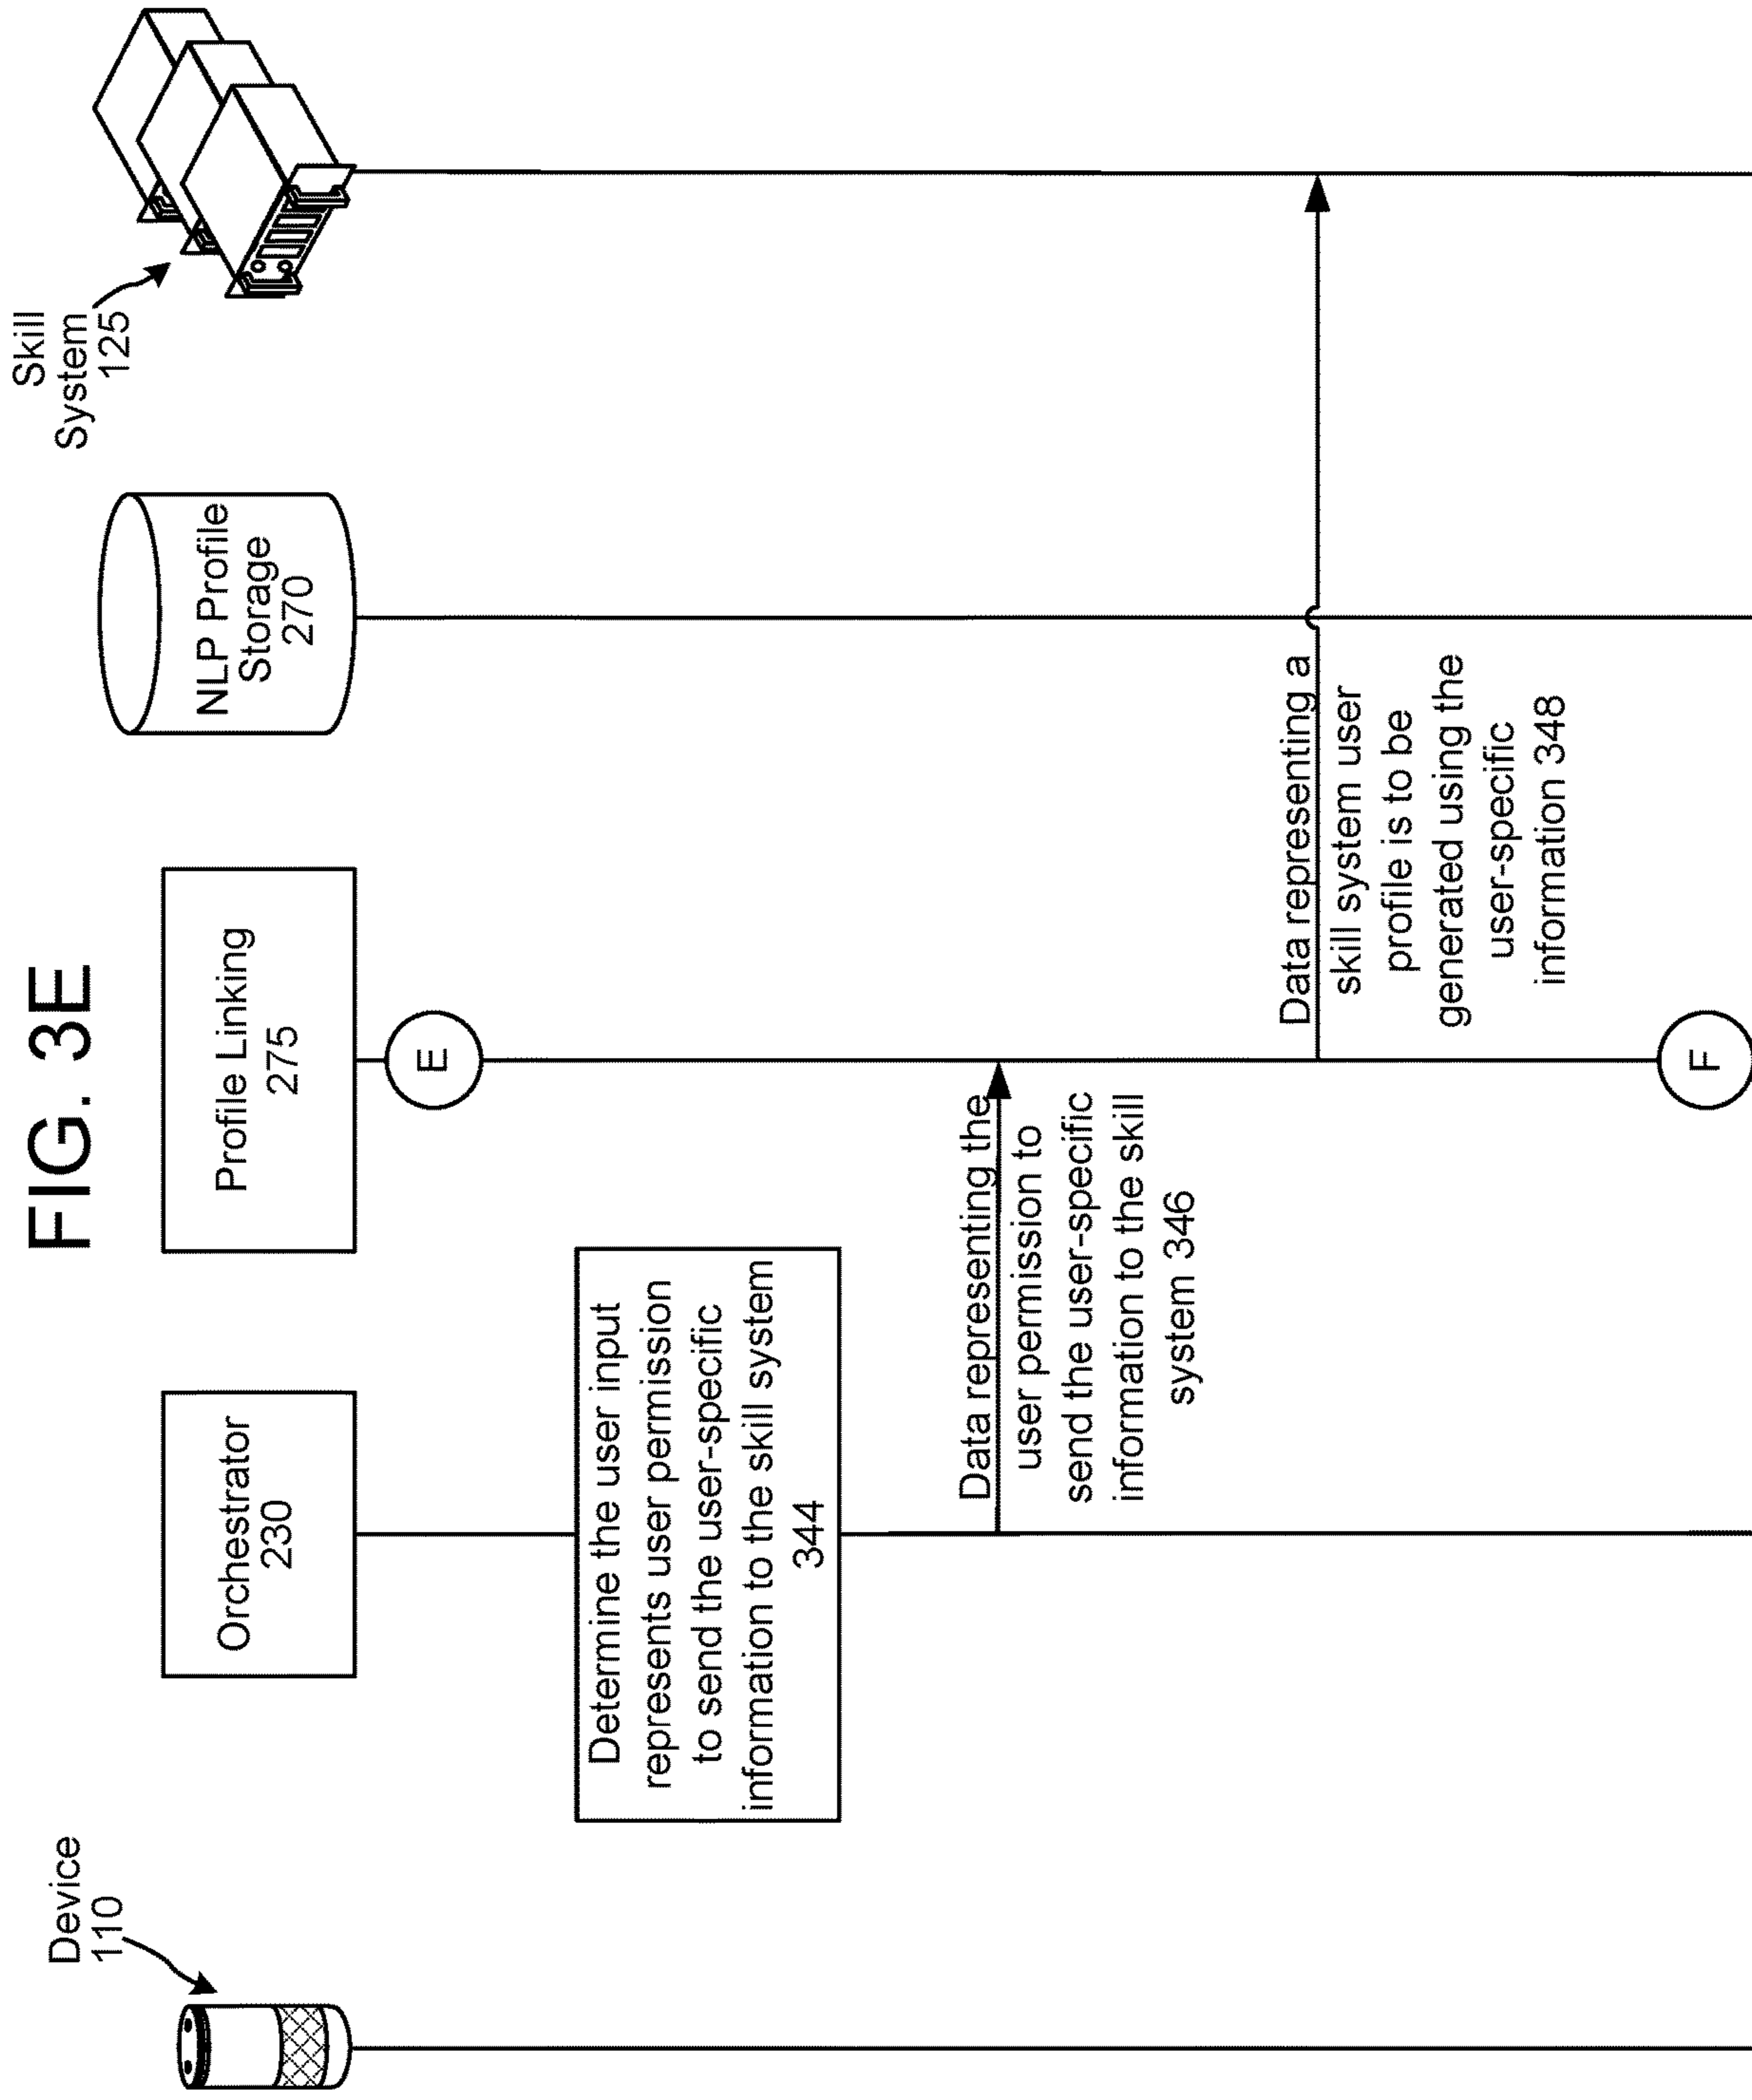 FIG. 3E
Device
110
Orchestrator
230
Profile Linking
275
NLP Profile
Storage
270
Skill
System
125
E
Determine the user input
represents user permission
to send the user-specific
information to the skill system
344
Data representing the
user permission to
send the user-specific
information to the skill
system 346
Data representing a
skill system user
profile is to be
generated using the
user-specific
information 348
F